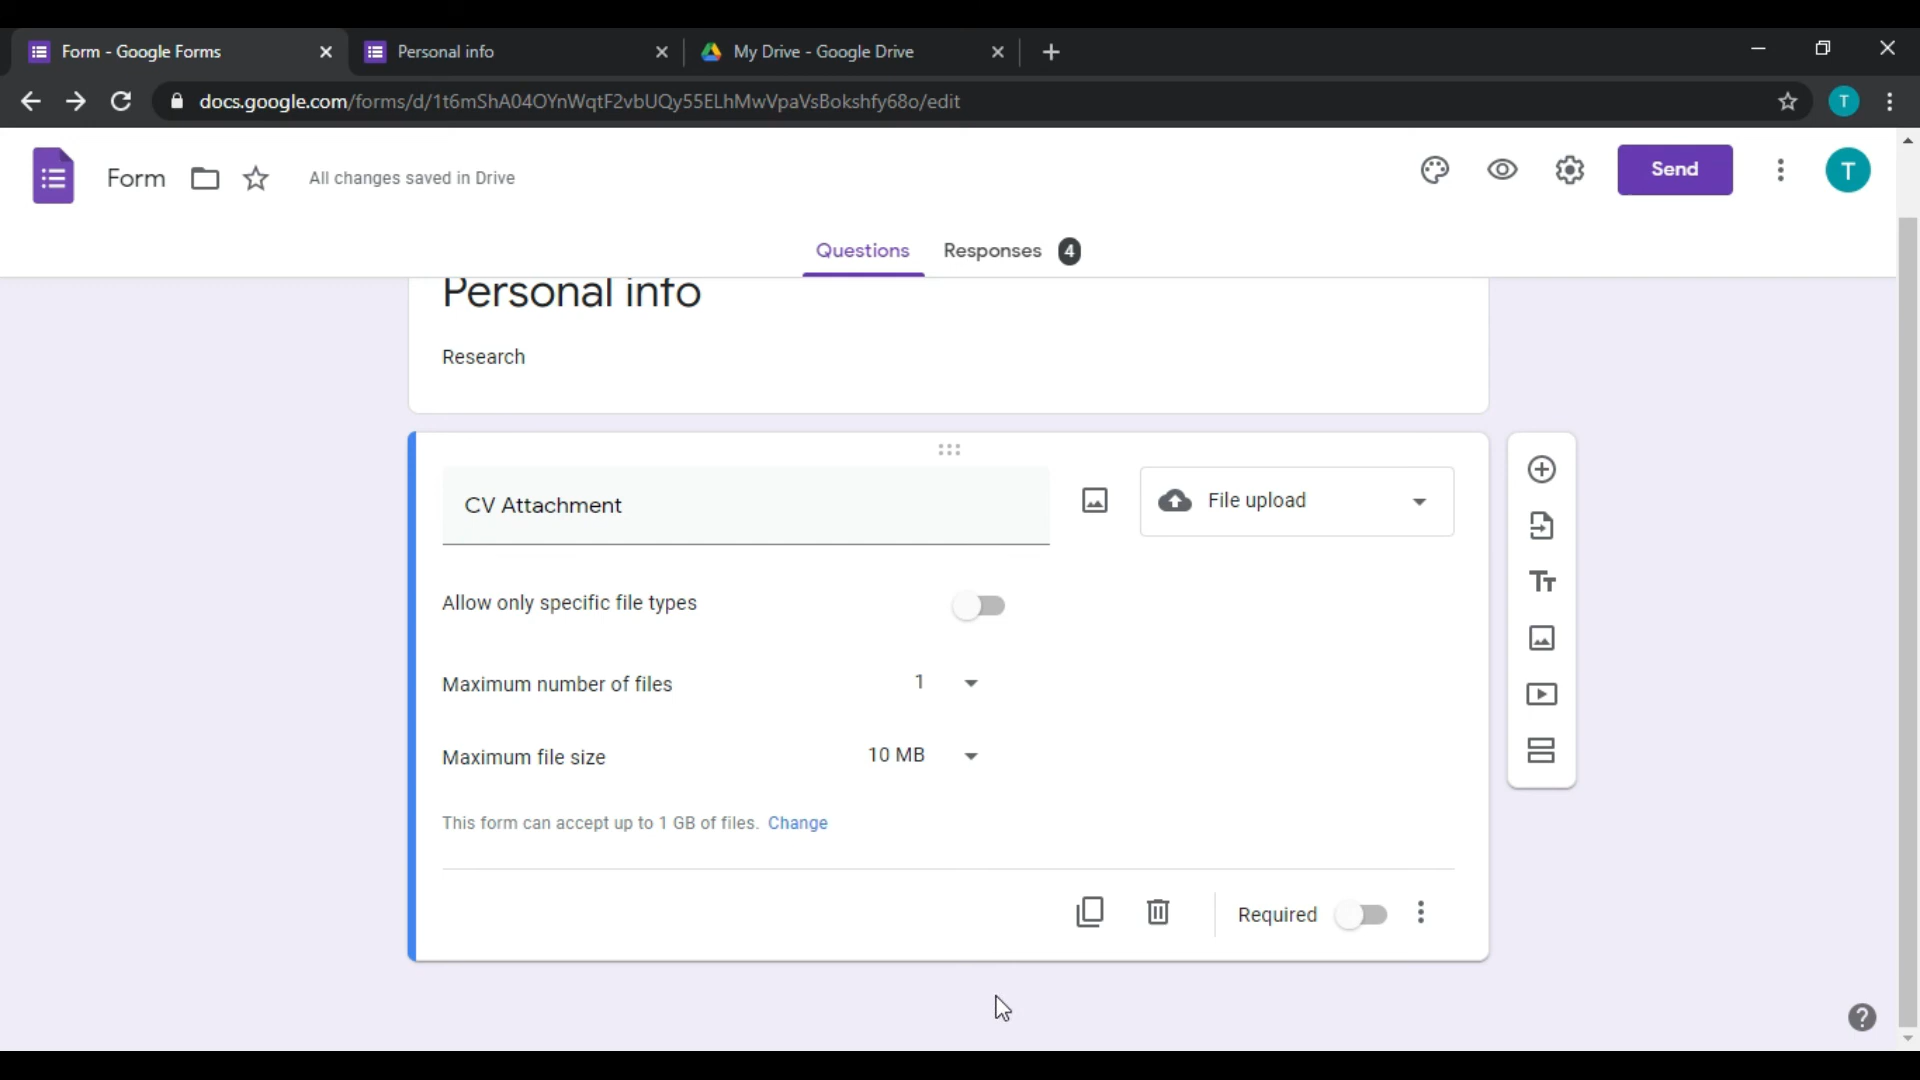 Form - Google Forms
Personal info
My Drive - Google Drive
docs.google.com/forms/d/1t6mShA04OYnWqtF2vbUQy55ELhMwVpaVsBokshfy68o/edit
T
Form
All changes saved in Drive
Send
T
Questions
Responses 4
Personal info
Research
CV Attachment
File upload
Allow only specific file types
Maximum number of files 1
Maximum file size 10 MB
This form can accept up to 1 GB of files. Change
Required